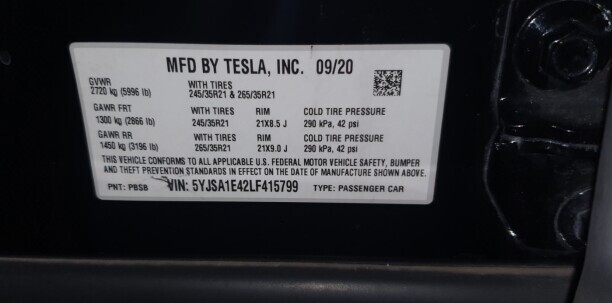 MFD BY TESLA, INC. 09/20
GVWR
2720 kg (5996 lb)
WITH TIRES
245/35R21 & 265/35R21
GAWR FRT WITH TIRES RIM COLD TIRE PRESSURE
1300 kg (2866 lb) 245/35R21 21X8.5 J 290 kPa, 42 psi
GAWR RR WITH TIRES RIM COLD TIRE PRESSURE
1450 kg (3196 lb) 265/35R21 21X9.0 J 290 kPa, 42 psi
THIS VEHICLE CONFORMS TO ALL APPLICABLE U.S. FEDERAL MOTOR VEHICLE SAFETY, BUMPER
AND THEFT PREVENTION STANDARDS IN EFFECT ON THE DATE OF MANUFACTURE SHOWN ABOVE.
PNT: PBSB VIN: 5YJSA1E42LF415799 TYPE: PASSENGER CAR